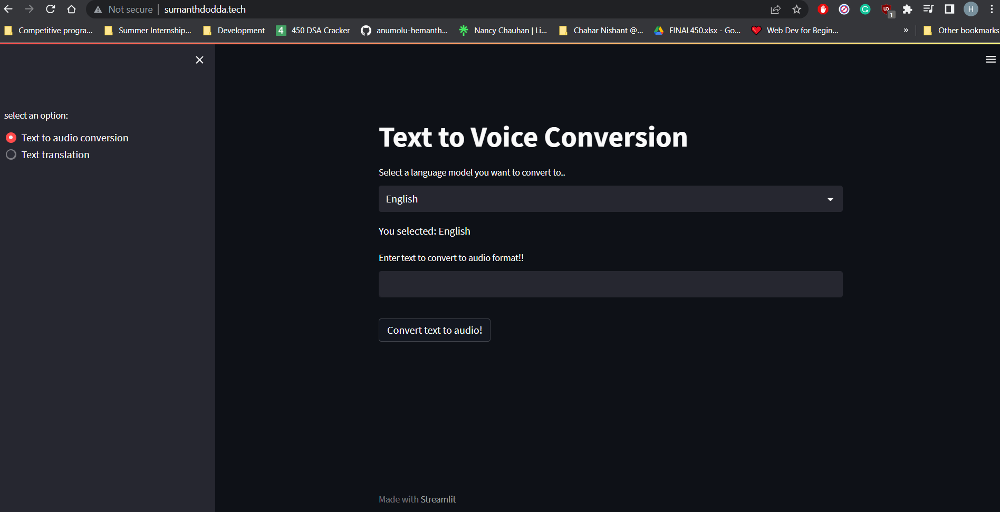 Not secure | sumanthdodda.tech
H
Competitive progra... Summer Internship... Development 4 450 DSA Cracker anumolu-hemanth... Nancy Chauhan | Li... Chahar Nishant @... FINAL450.xlsx - Go... Web Dev for Begin... » Other bookmarks
1
select an option:
Text to audio conversion
Text translation
Text to Voice Conversion
Select a language model you want to convert to..
English
You selected: English
Enter text to convert to audio format!!
Convert text to audio!
Made with Streamlit